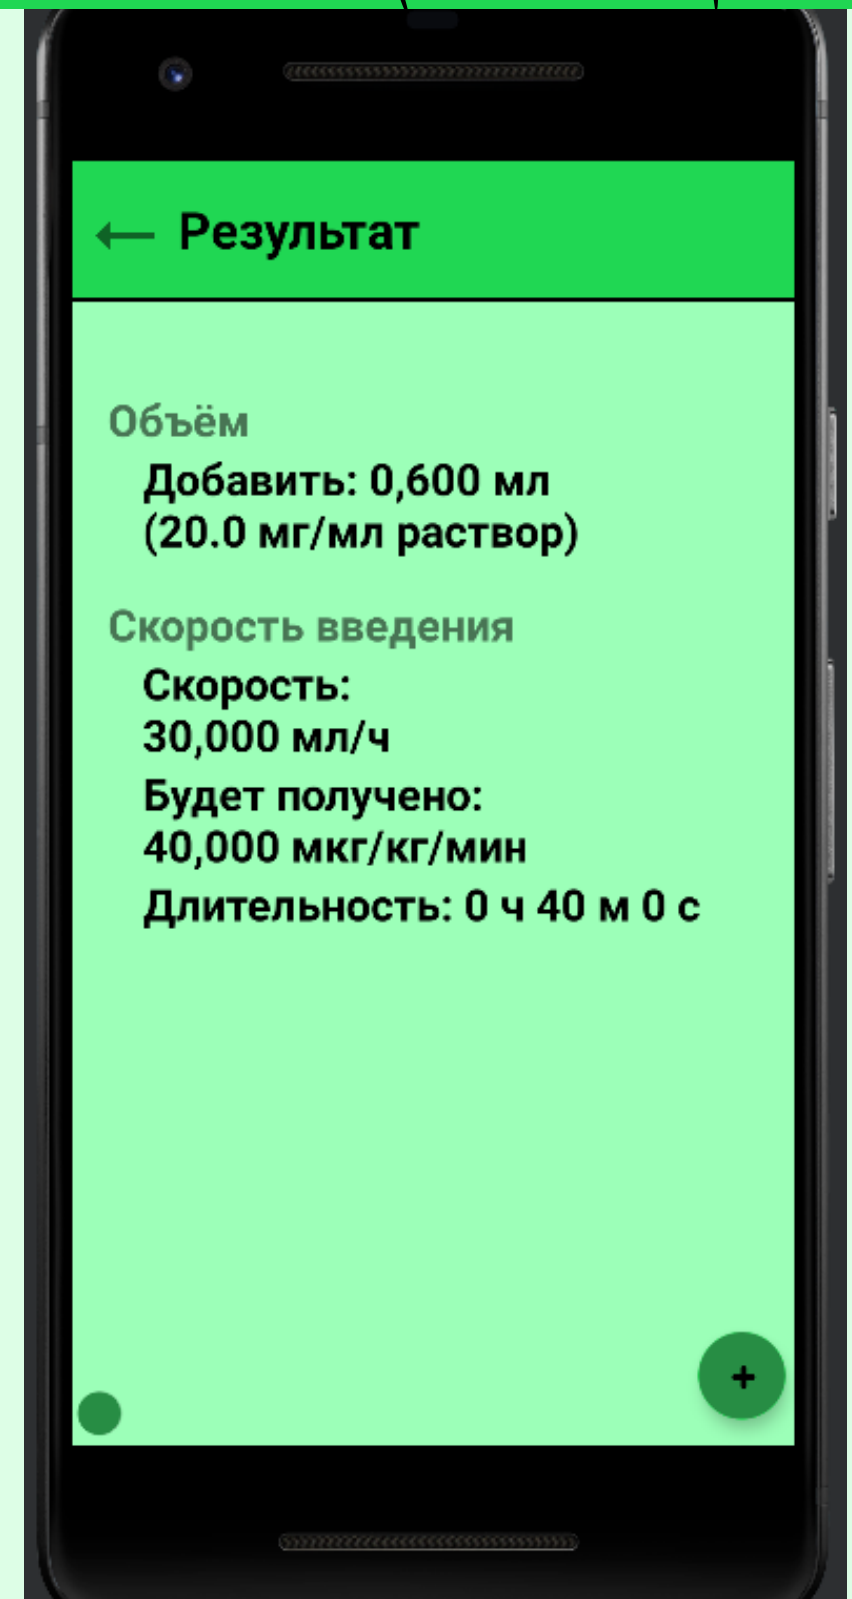 Результат
Объём
Добавить: 0,600 мл
(20.0 мг/мл раствор)
Скорость введения
Скорость:
30,000 мл/ч
Будет получено:
40,000 мкг/кг/мин
Длительность: 0 ч 40 м 0 с
+